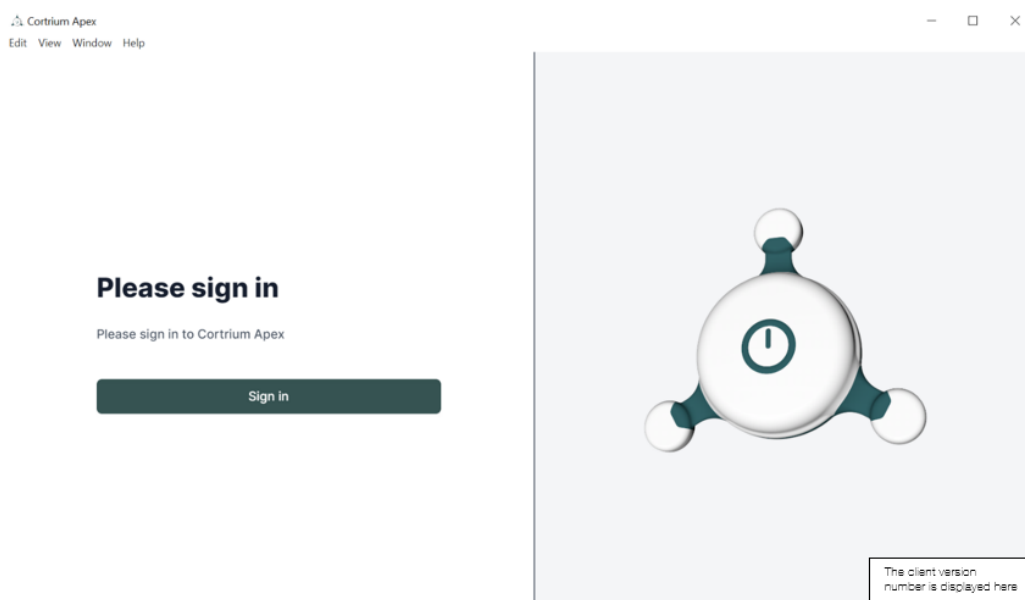 Cortrium Apex
Edit View Window Help
Please sign in
Please sign in to Cortrium Apex
Sign in
The client version
number is displayed here